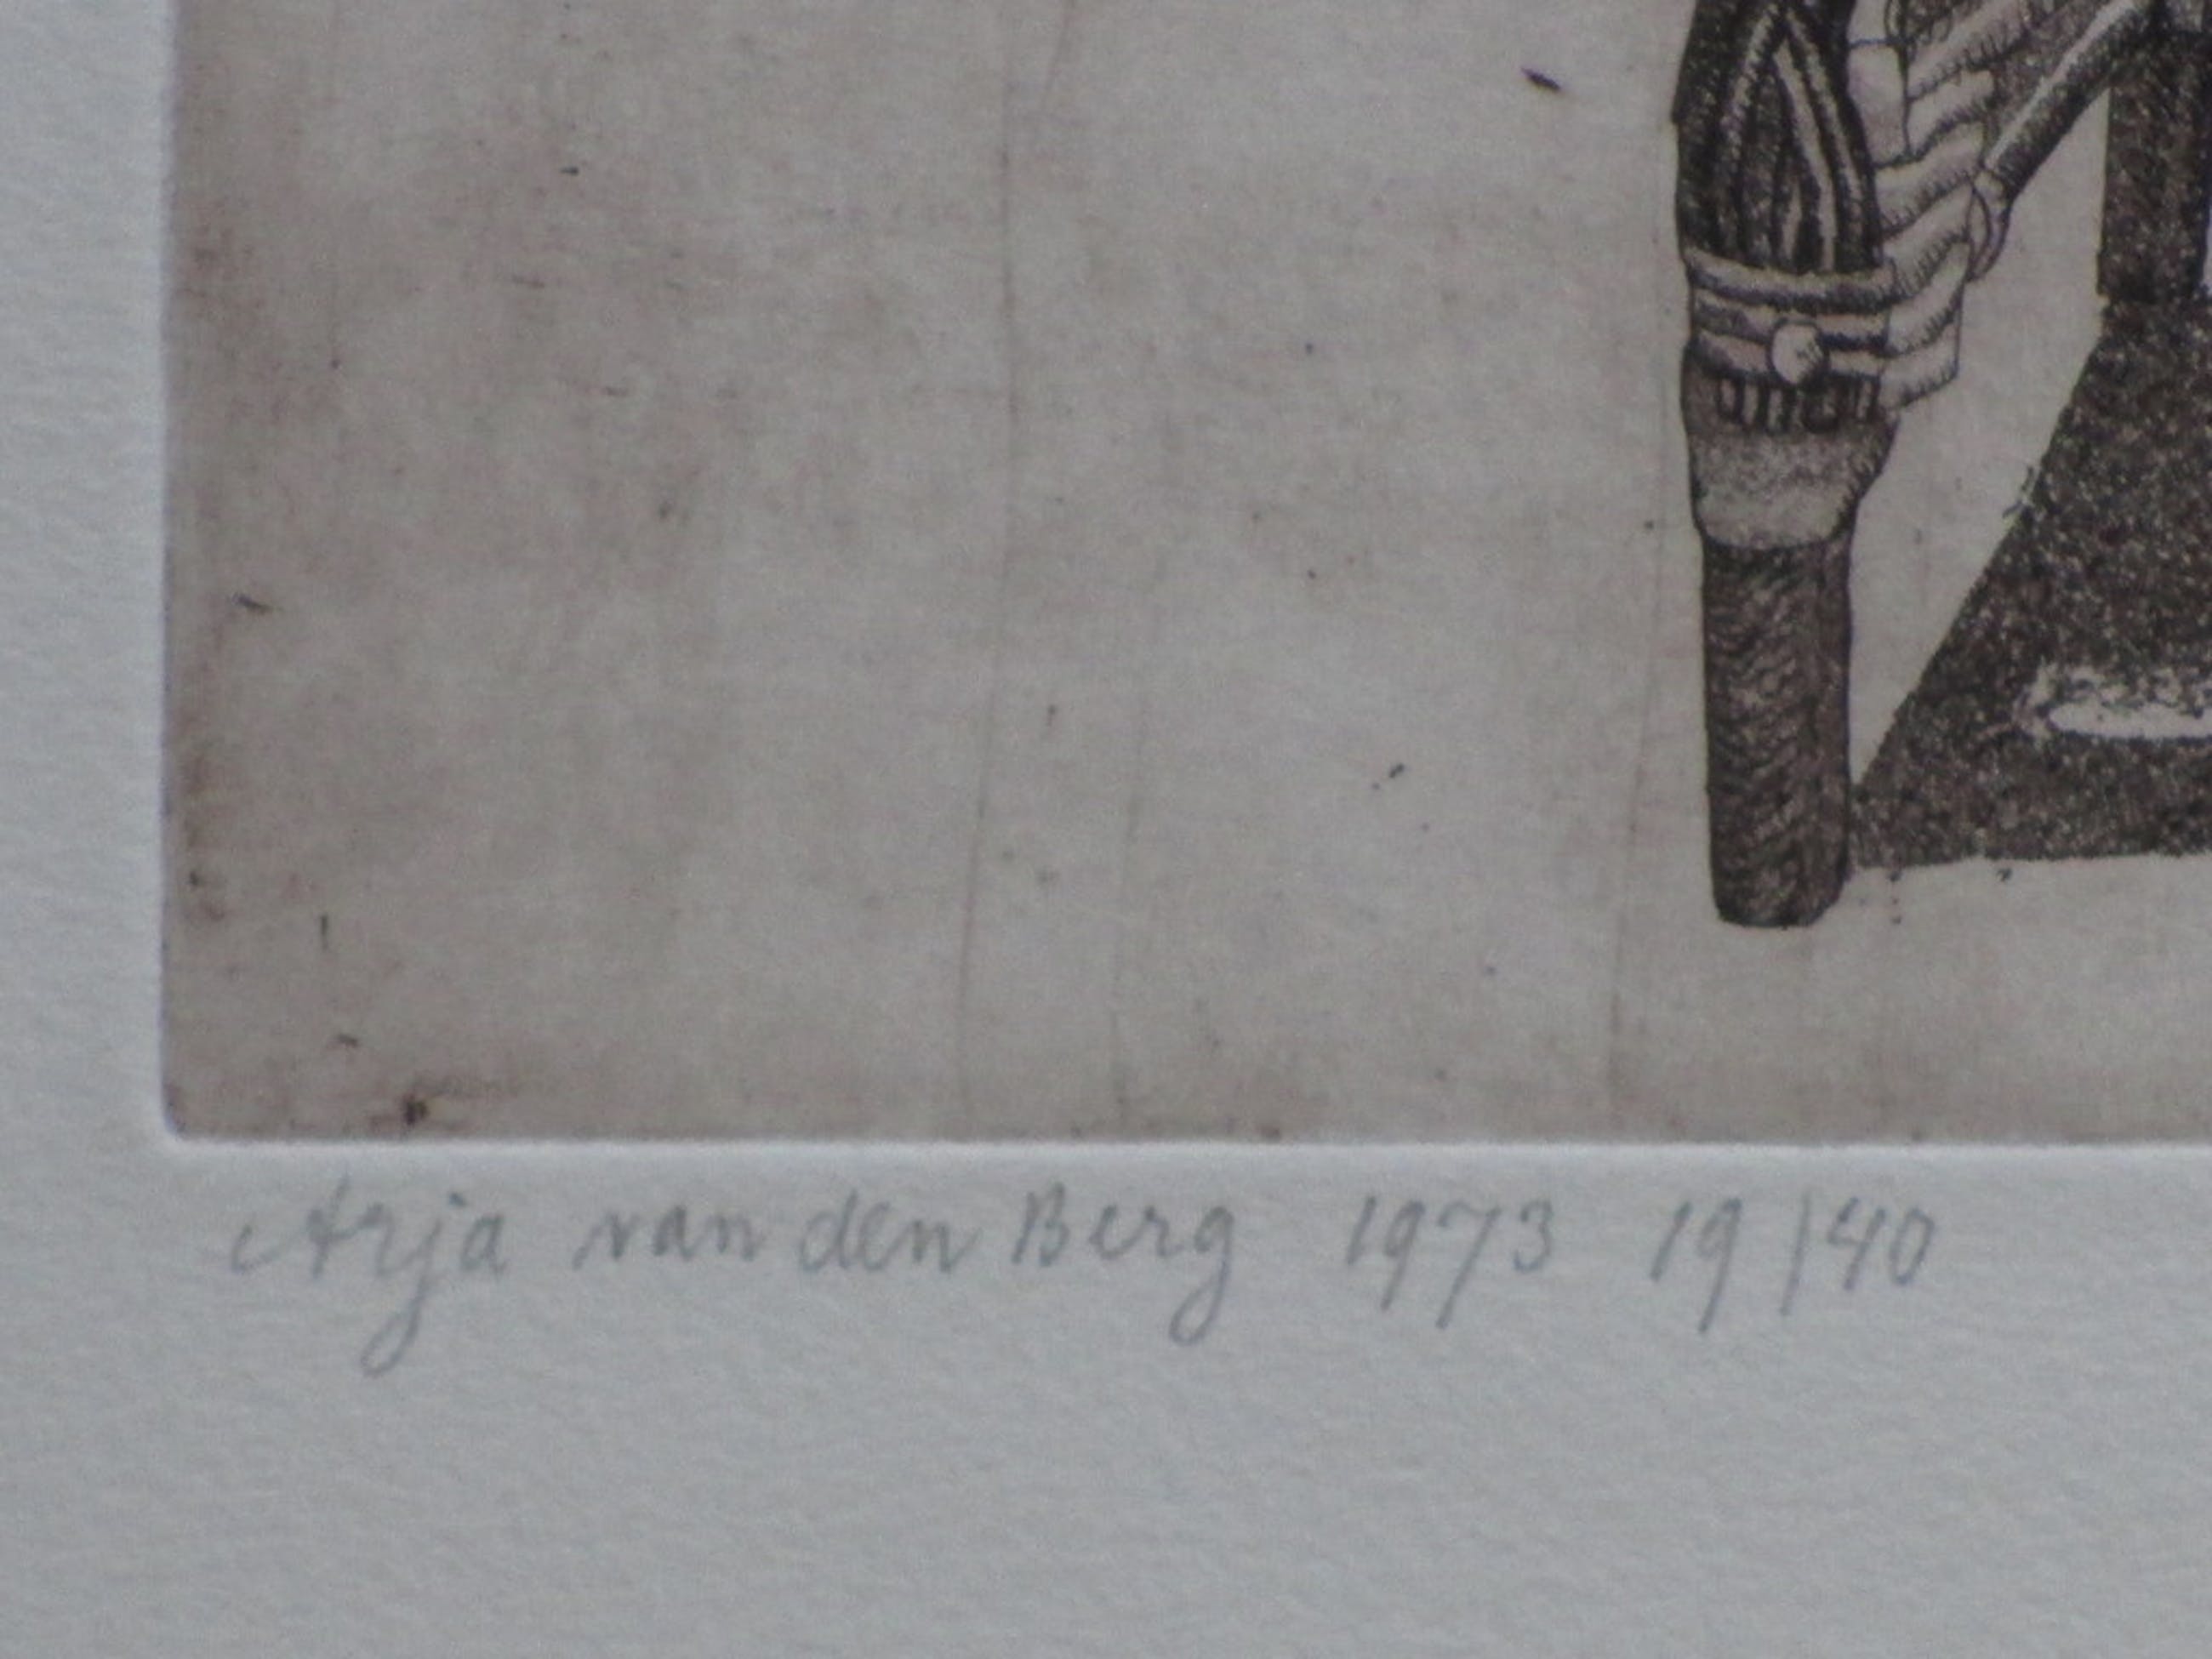 Arja van den Berg 1973 19/40